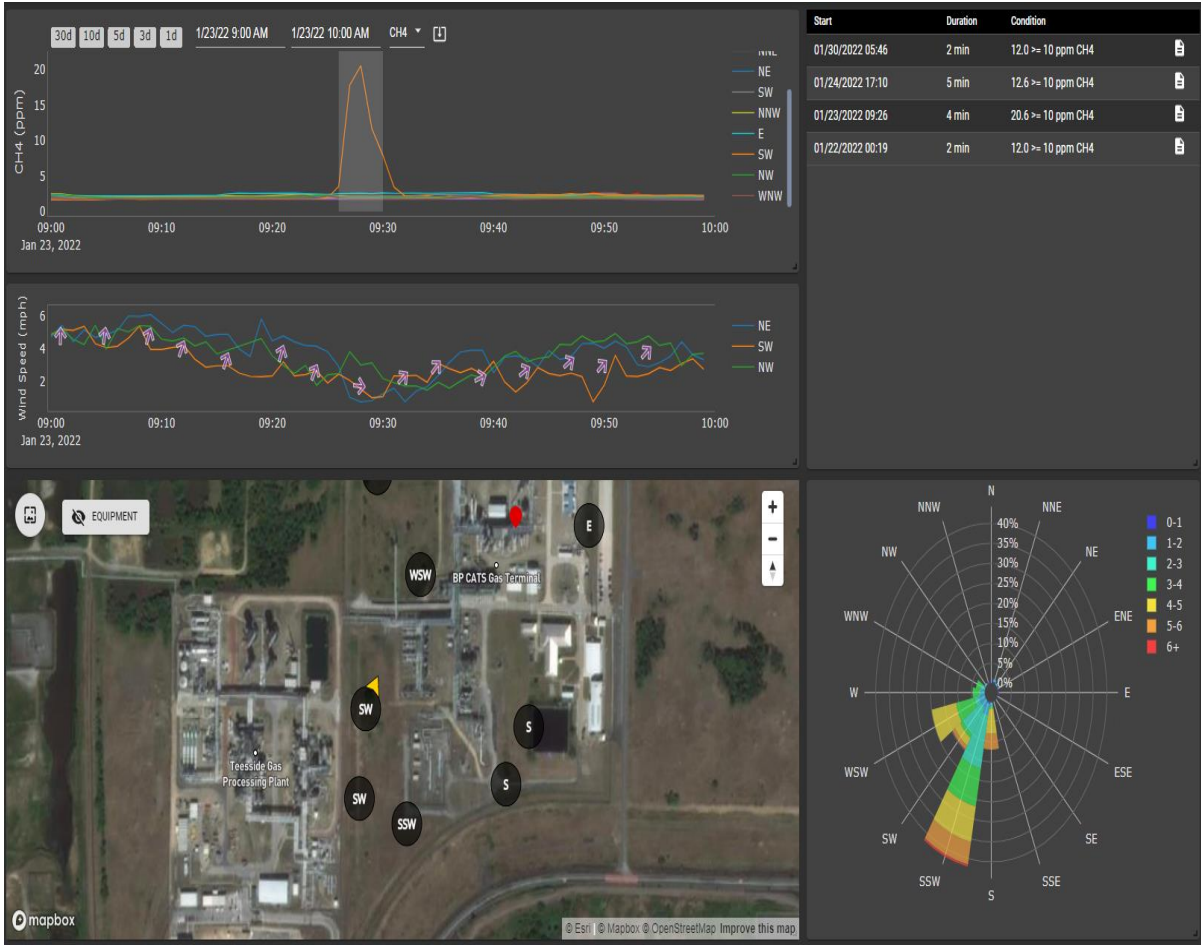 30d 10d 5d 3d 1d 1/23/22 9:00 AM 1/23/22 10:00 AM CH4
CH4 (ppm)
20
15
10
5
0
09:00 09:10 09:20 09:30 09:40 09:50 10:00
Jan 23, 2022
NNE
NE
SW
NNW
E
SW
NW
WNW
Start Duration Condition
01/30/2022 05:46 2 min 12.0 >= 10 ppm CH4
01/24/2022 17:10 5 min 12.6 >= 10 ppm CH4
01/23/2022 09:26 4 min 20.6 >= 10 ppm CH4
01/22/2022 00:19 2 min 12.0 >= 10 ppm CH4
Wind Speed (mph)
6
4
2
09:00 09:10 09:20 09:30 09:40 09:50 10:00
Jan 23, 2022
NE
SW
NW
EQUIPMENT
+
−
E
WSW
BP CATS Gas Terminal
SW
S
Teesside Gas
Processing Plant
SW
S
SSW
mapbox
© Esri | © Mapbox © OpenStreetMap Improve this map
N
NNW NNE
NW NE
WNW ENE
W E
WSW ESE
SW SE
SSW SSE
S
40%
35%
30%
25%
20%
15%
10%
5%
0%
0-1
1-2
2-3
3-4
4-5
5-6
6+